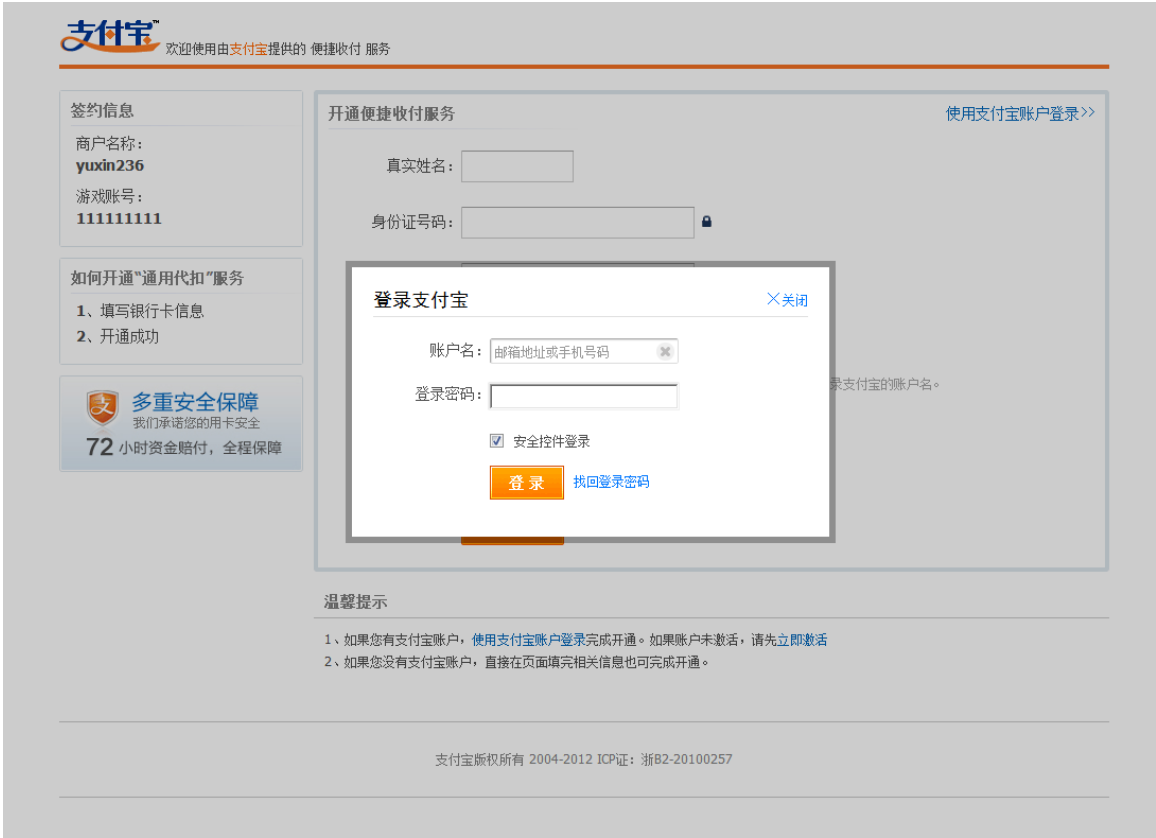 支付宝™
欢迎使用由支付宝提供的 便捷收付 服务
签约信息
商户名称：
yuxin236
游戏账号：
111111111
如何开通“通用代扣”服务
1、填写银行卡信息
2、开通成功
多重安全保障
我们承诺您的用卡安全
72 小时资金赔付，全程保障
开通便捷收付服务
使用支付宝账户登录>>
真实姓名：
身份证号码：
登录支付宝
×关闭
账户名：邮箱地址或手机号码
登录密码：
安全控件登录
登 录 找回登录密码
录支付宝的账户名。
温馨提示
1、如果您有支付宝账户，使用支付宝账户登录完成开通。如果账户未激活，请先立即激活
2、如果您没有支付宝账户，直接在页面填完相关信息也可完成开通。
支付宝版权所有 2004-2012 ICP证：浙B2-20100257